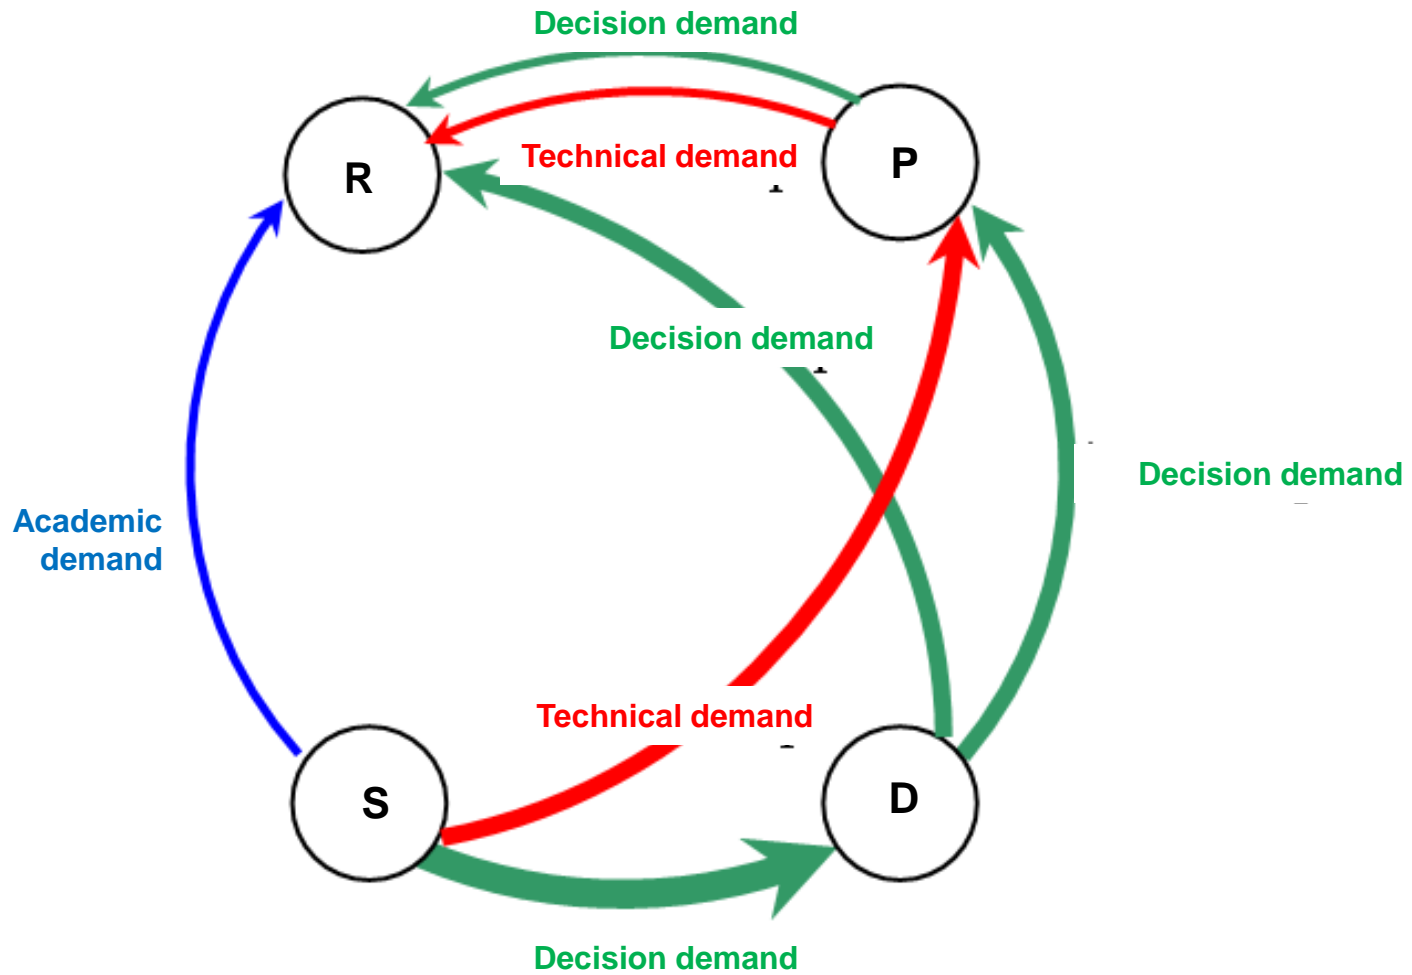 Decision demand
R
Technical demand
P
Decision demand
Decision demand
Academic
demand
Technical demand
S
D
Decision demand